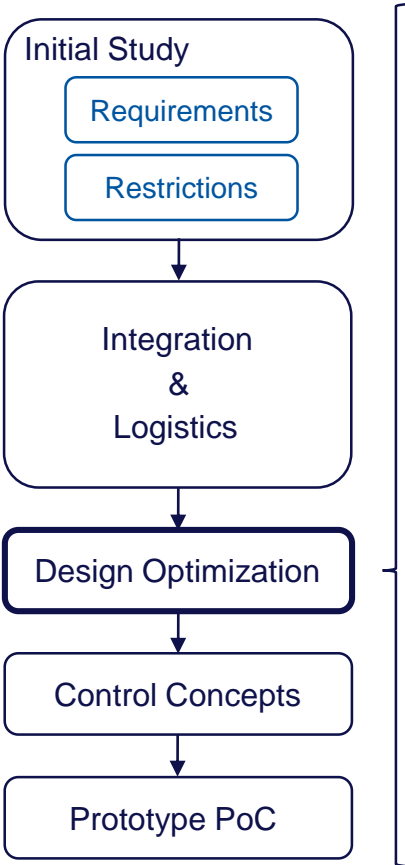 Initial Study
Requirements
Restrictions
Integration
&
Logistics
Design Optimization
Control Concepts
Prototype PoC